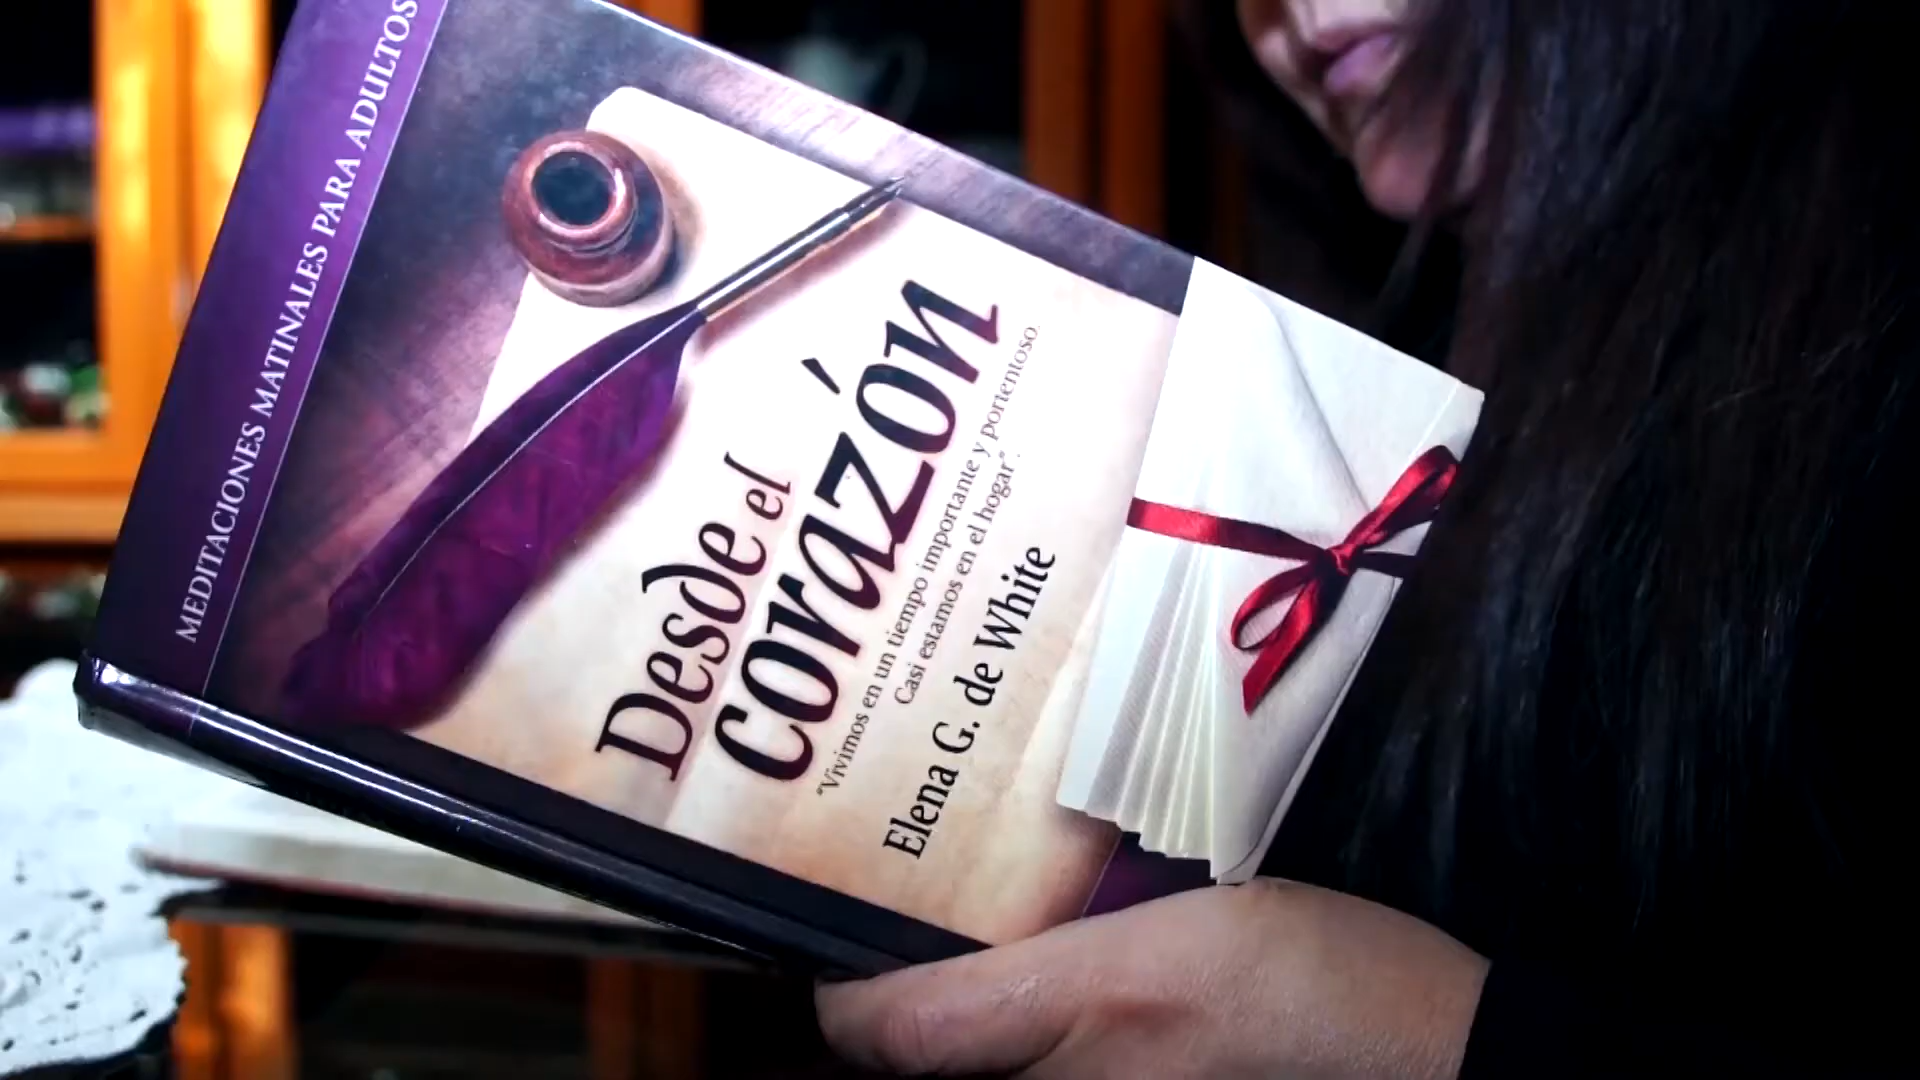 MEDITACIONES MATINALES PARA ADULTOS
Desde el
corazón
"Vivimos en un tiempo importante y portentoso.
Casi estamos en el hogar".
Elena G. de White